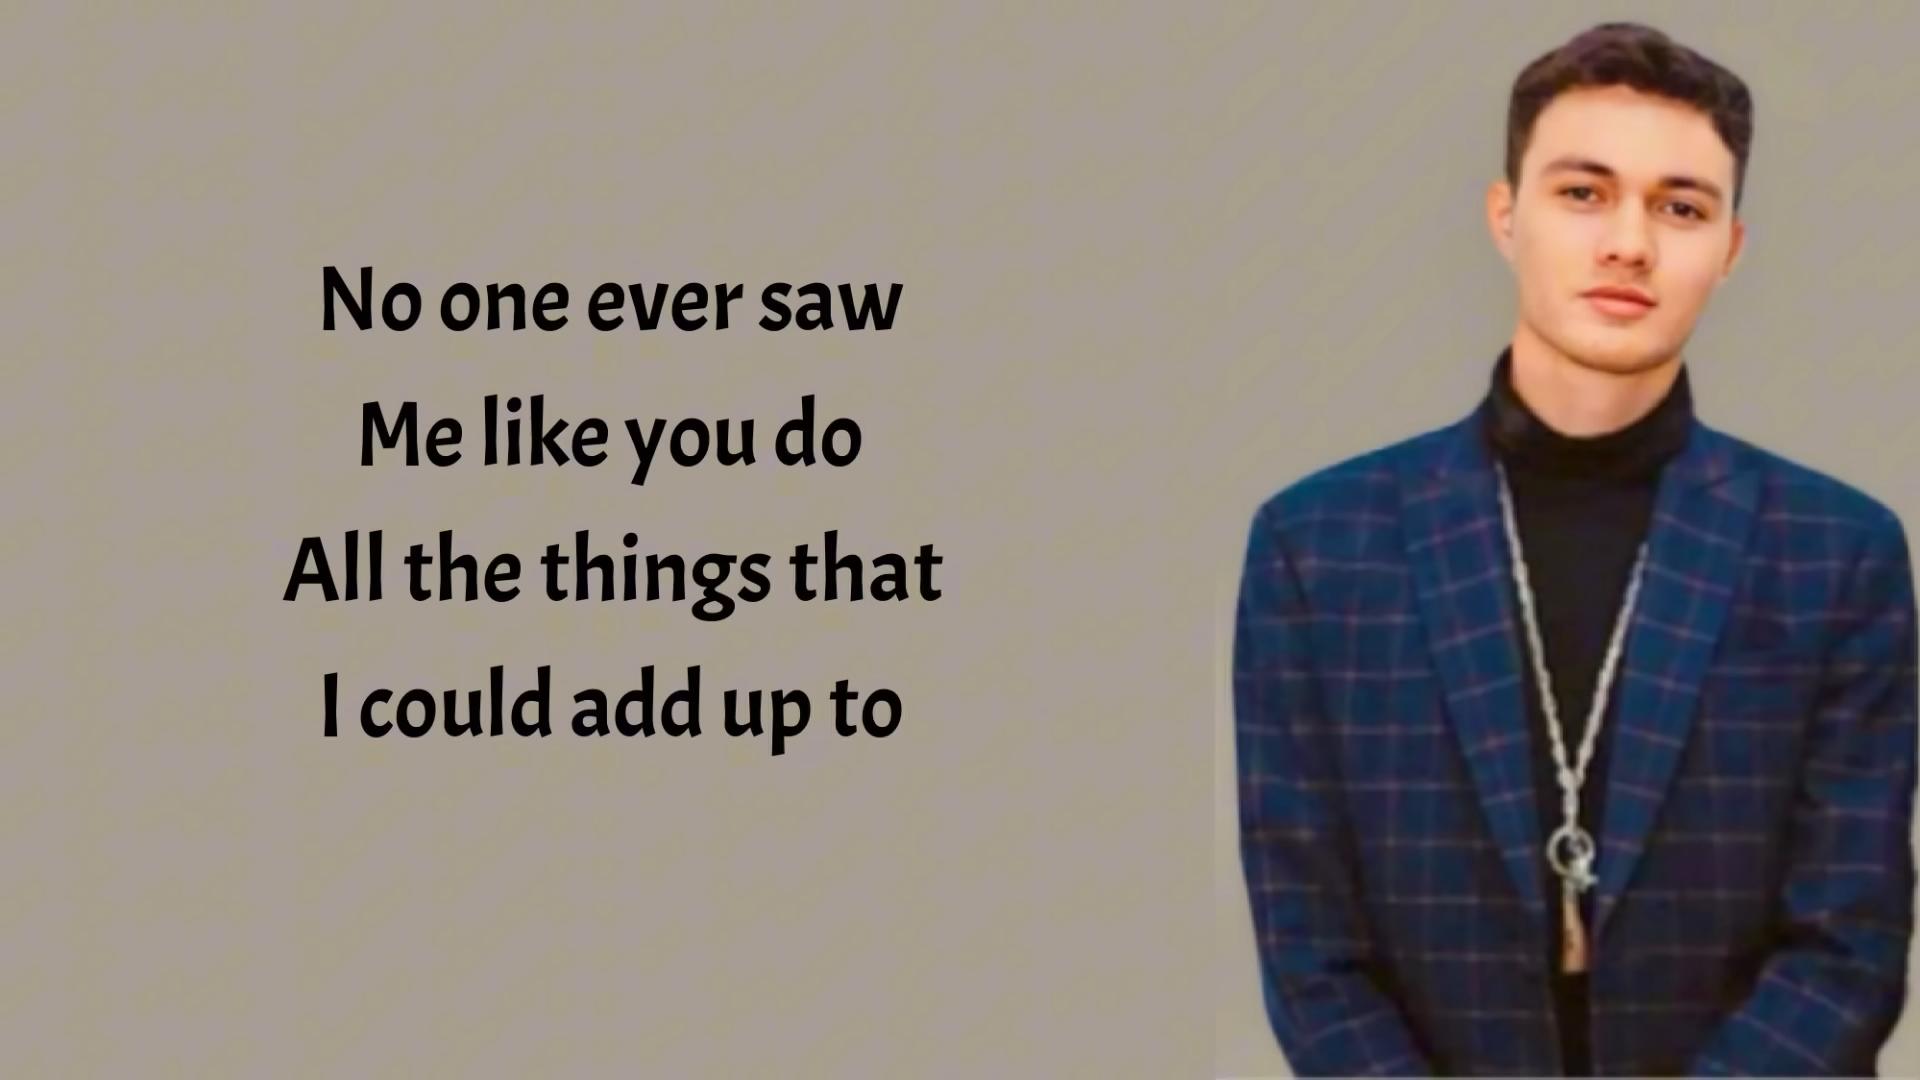 No one ever saw
Me like you do
All the things that
I could add up to